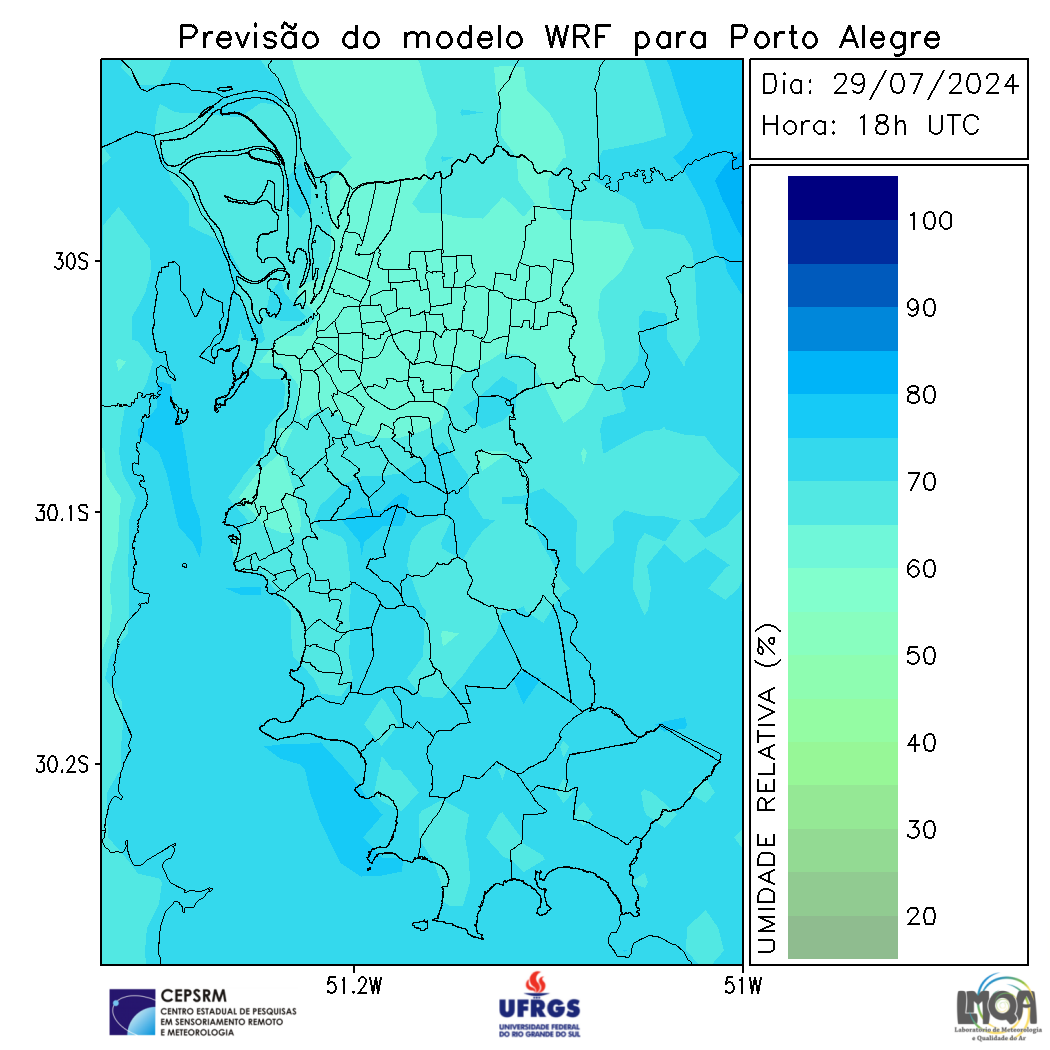 Previsão do modelo WRF para Porto Alegre
Dia: 29/07/2024
Hora: 18h UTC
30S
30.1S
30.2S
51.2W
51W
100
90
80
70
60
50
40
30
20
UMIDADE RELATIVA (%)
CEPSRM
CENTRO ESTADUAL DE PESQUISAS
EM SENSORIAMENTO REMOTO
E METEOROLOGIA
UFRGS
UNIVERSIDADE FEDERAL
DO RIO GRANDE DO SUL
LMQA
Laboratório de Meteorologia
e Qualidade do Ar